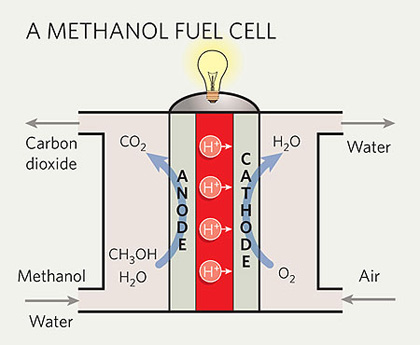 A METHANOL FUEL CELL
Carbon
dioxide
CO₂
ANODE
H⁺
H⁺
H⁺
H⁺
CATHODE
H₂O
Water
CH₃OH
H₂O
Methanol
Water
O₂
Air